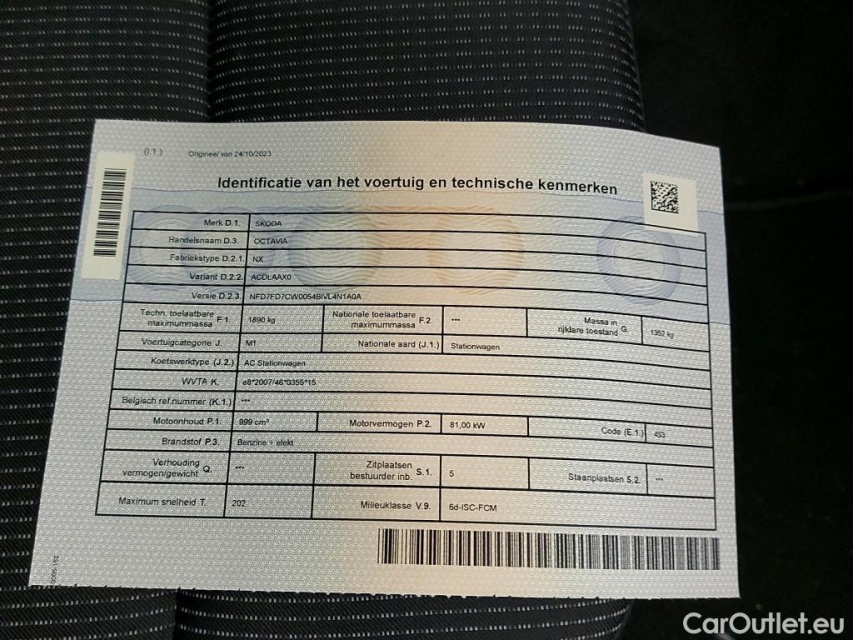 (I.1.) Origineel van 24/10/2023
Identificatie van het voertuig en technische kenmerken
Merk D.1. SKODA
Handelsnaam D.3. OCTAVIA
Fabriekstype D.2.1. NX
Variant D.2.2. ACDLAAX0
Versie D.2.3. NFD7FD7CW0054BIVL4N1A0A
Techn. toelaatbare maximummassa F.1. 1890 kg Nationale toelaatbare maximummassa F.2. --- Massa in rijklare toestand G. 1352 kg
Voertuigcategorie J. M1 Nationale aard (J.1.) Stationwagen
Koetswerktype (J.2.) AC Stationwagen
WVTA K. e8*2007/46*0355*15
Belgisch ref.nummer (K.1.) ---
Motorinhoud P.1. 999 cm³ Motorvermogen P.2. 81,00 kW Code (E.1.) 453
Brandstof P.3. Benzine + elekt.
Verhouding vermogen/gewicht Q. --- Zitplaatsen bestuurder inb. S.1. 5 Staanplaatsen S.2. ---
Maximum snelheid T. 202 Milieuklasse V.9. 6d-ISC-FCM
CarOutlet.eu